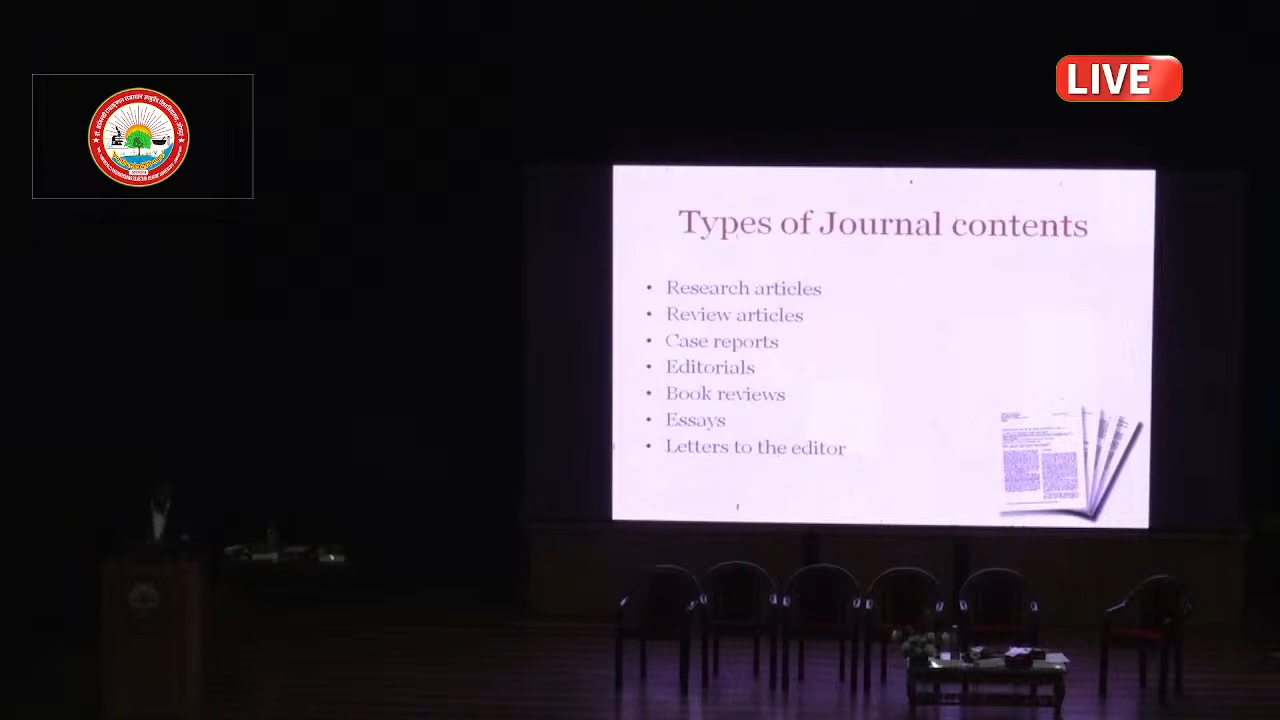 LIVE
Types of Journal contents
• Research articles
• Review articles
• Case reports
• Editorials
• Book reviews
• Essays
• Letters to the editor